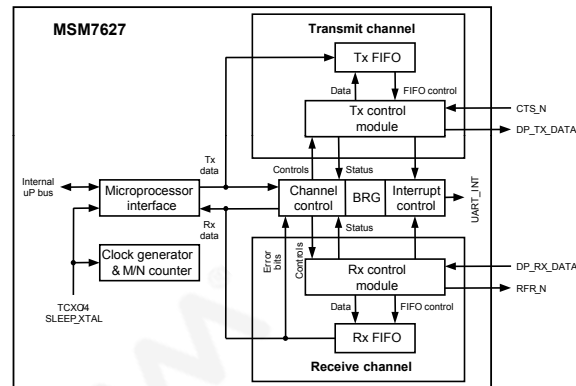 MSM7627
Transmit channel
Tx FIFO
Data
FIFO control
Tx control
module
CTS_N
DP_TX_DATA
Tx
data
Controls
Status
Internal
uP bus
Microprocessor
interface
Channel
control
BRG
Interrupt
control
UART_INT
Rx
data
Status
Clock generator
& M/N counter
Error
bits
Controls
Rx control
module
DP_RX_DATA
RFR_N
TCXO/4
SLEEP_XTAL
Data
FIFO control
Rx FIFO
Receive channel